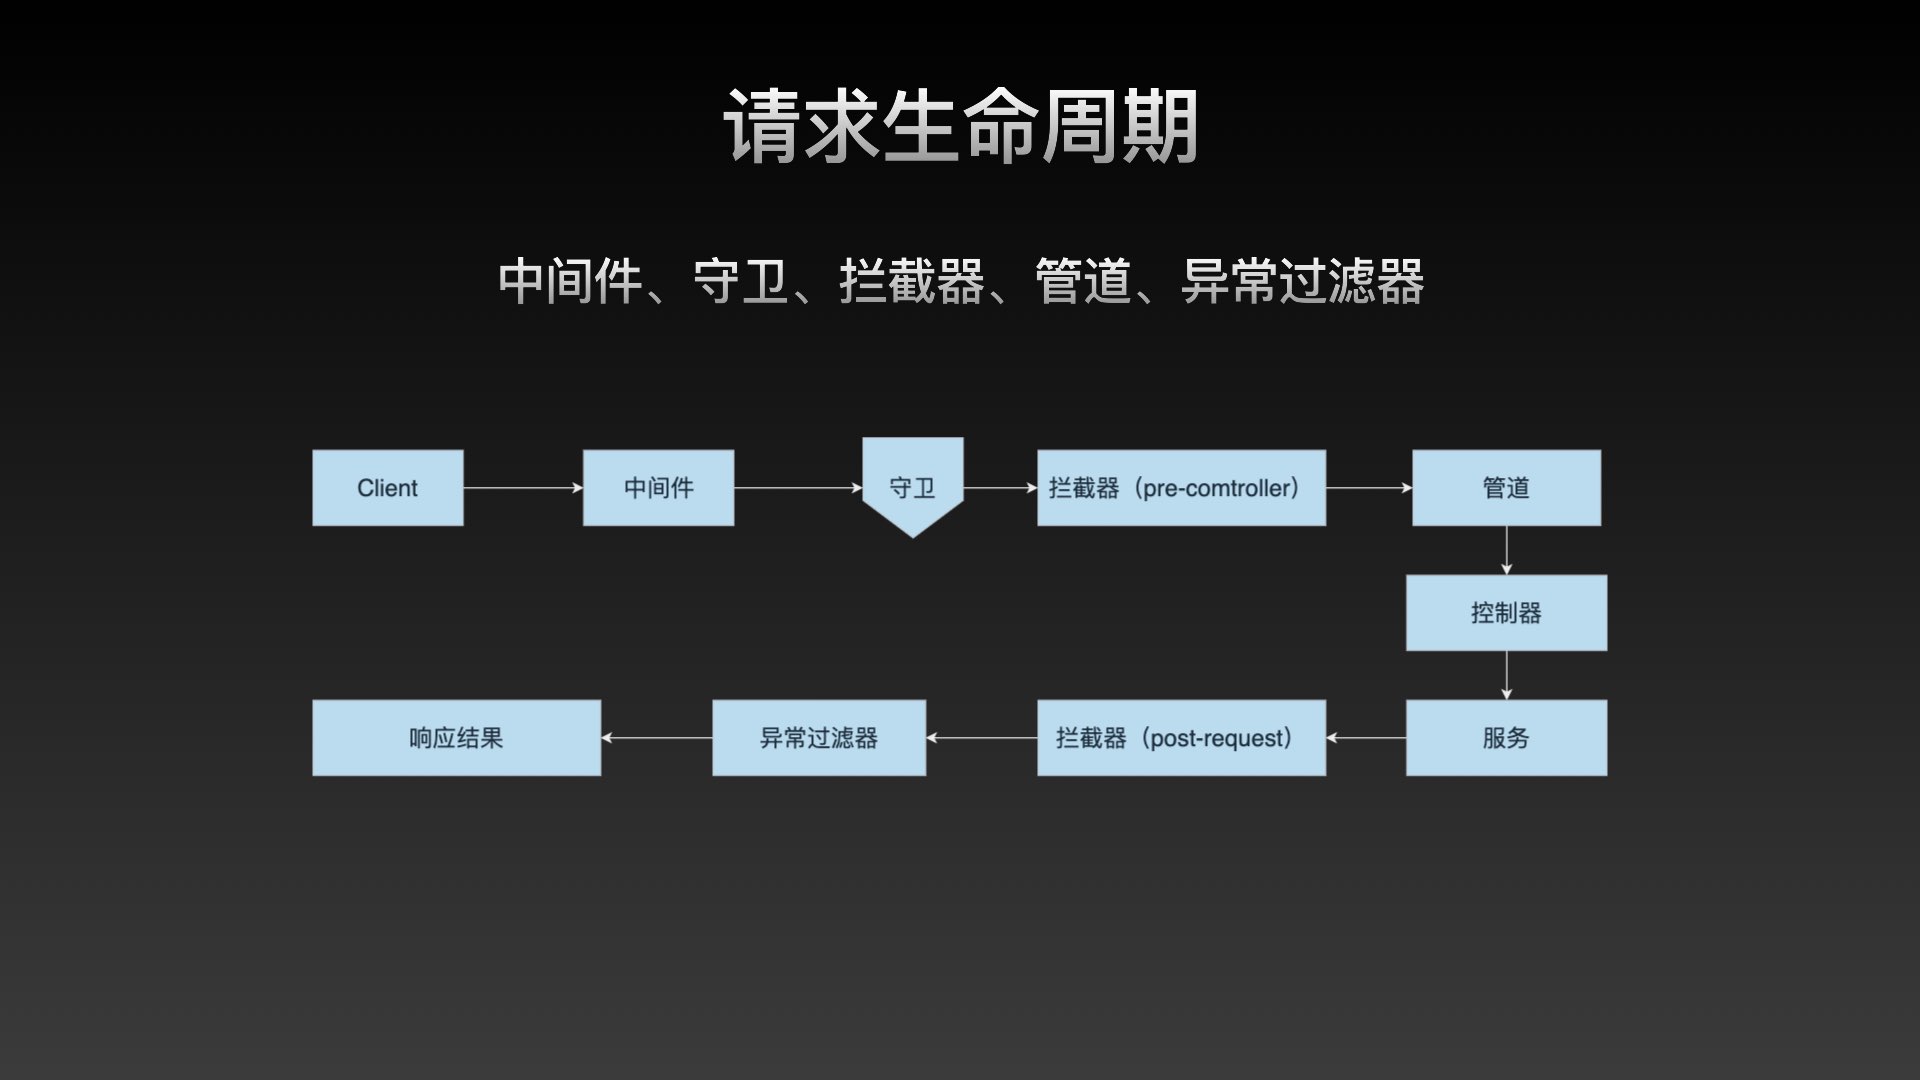 请求生命周期
中间件、守卫、拦截器、管道、异常过滤器
Client
中间件
守卫
拦截器（pre-comtroller）
管道
控制器
服务
拦截器（post-request）
异常过滤器
响应结果